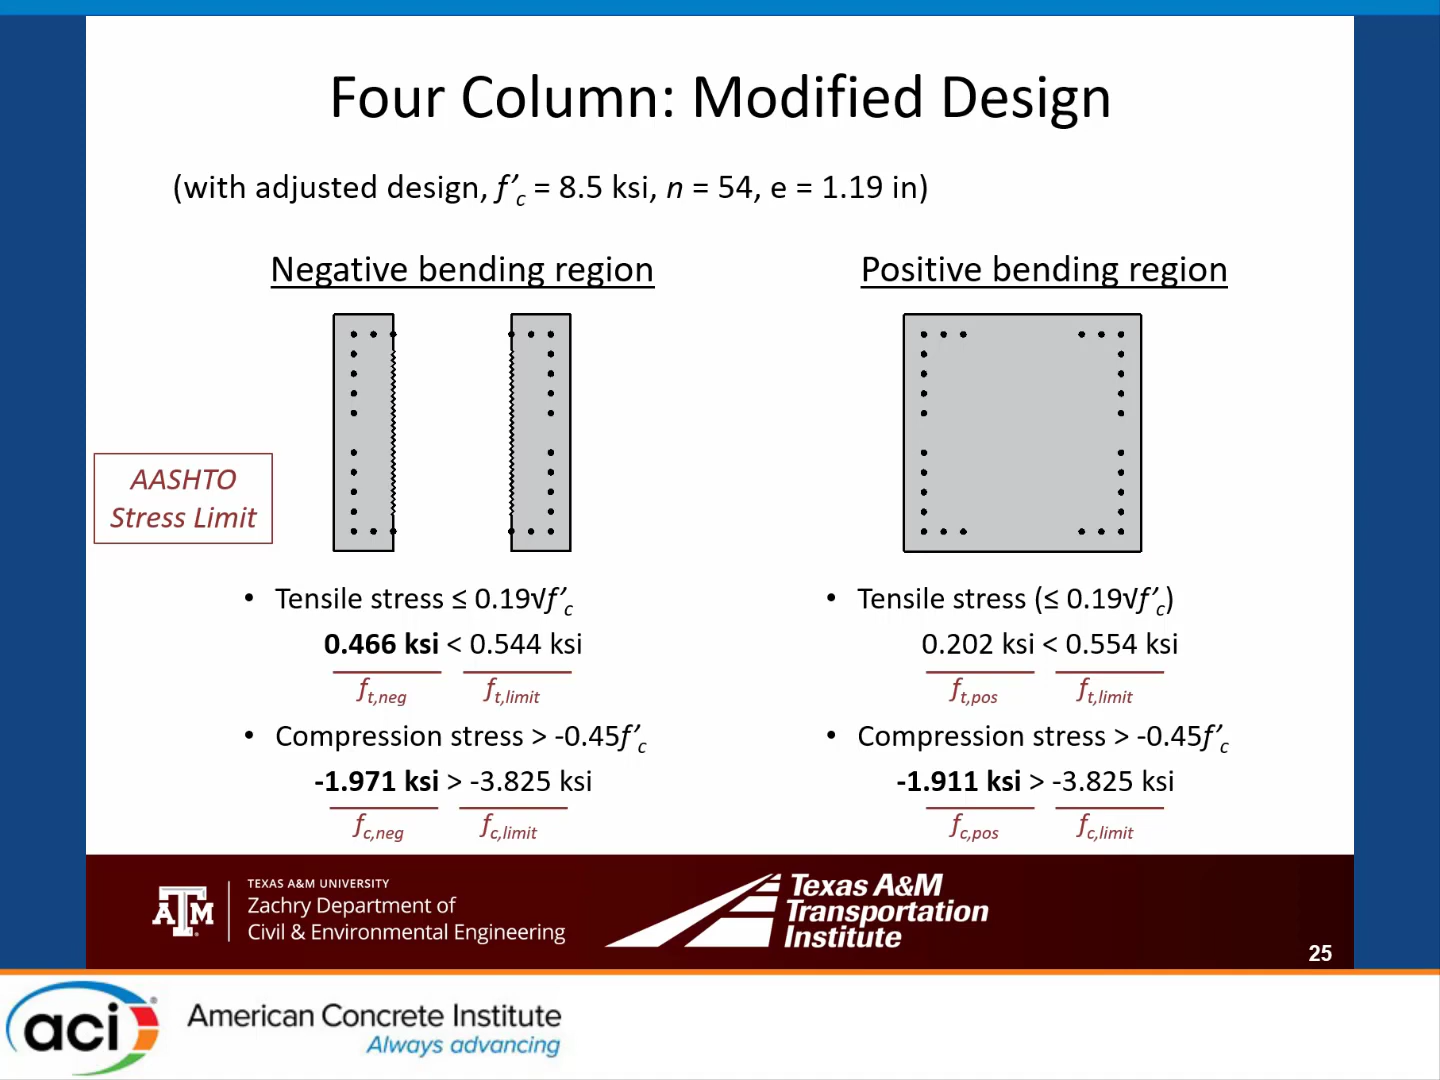 Four Column: Modified Design
(with adjusted design, f’c = 8.5 ksi, n = 54, e = 1.19 in)
Negative bending region
Positive bending region
AASHTO
Stress Limit
• Tensile stress ≤ 0.19√f’c
0.466 ksi < 0.544 ksi
ft,neg ft,limit
• Compression stress > -0.45f’c
-1.971 ksi > -3.825 ksi
fc,neg fc,limit
• Tensile stress (≤ 0.19√f’c)
0.202 ksi < 0.554 ksi
ft,pos ft,limit
• Compression stress > -0.45f’c
-1.911 ksi > -3.825 ksi
fc,pos fc,limit
ATM
TEXAS A&M UNIVERSITY
Zachry Department of
Civil & Environmental Engineering
Texas A&M
Transportation
Institute
25
aci
American Concrete Institute
Always advancing